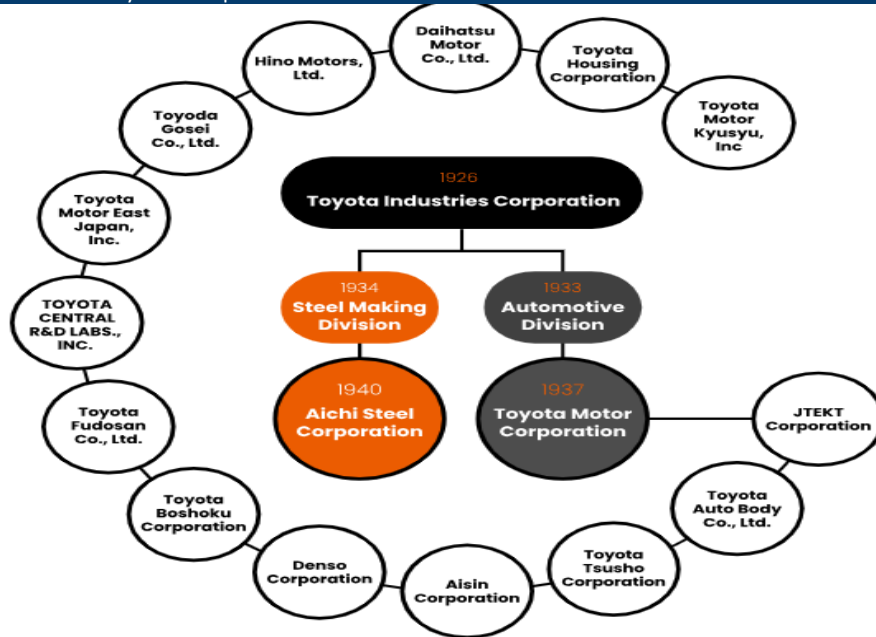 Daihatsu
Motor
Co., Ltd.
Hino Motors,
Ltd.
Toyota
Housing
Corporation
Toyoda
Gosei
Co., Ltd.
Toyota
Motor
Kyusyu,
Inc
1926
Toyota Industries Corporation
Toyota
Motor East
Japan,
Inc.
1934
Steel Making
Division
1933
Automotive
Division
TOYOTA
CENTRAL
R&D LABS.,
INC.
1940
Aichi Steel
Corporation
1937
Toyota Motor
Corporation
JTEKT
Corporation
Toyota
Fudosan
Co., Ltd.
Toyota
Boshoku
Corporation
Toyota
Auto Body
Co., Ltd.
Denso
Corporation
Aisin
Corporation
Toyota
Tsusho
Corporation